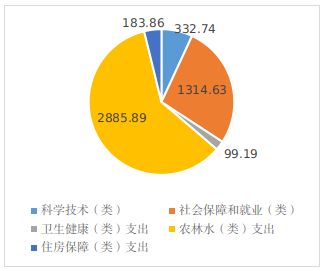 183.86
332.74
1314.63
2885.89
99.19
科学技术（类） 社会保障和就业（类）
卫生健康（类）支出 农林水（类）支出
住房保障（类）支出